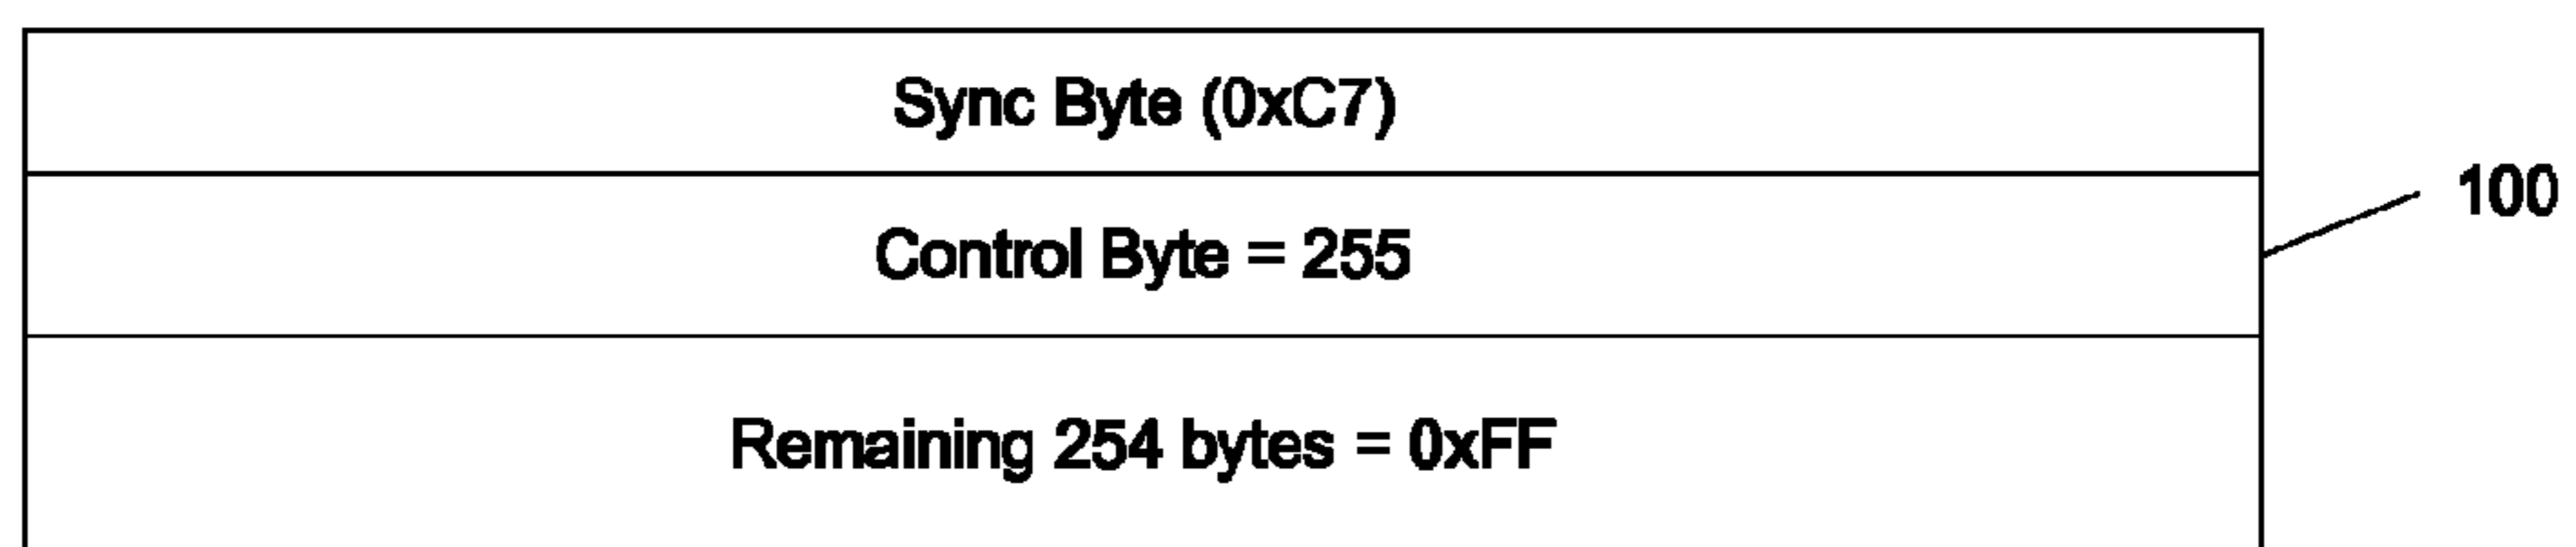 Sync Byte (0xC7)
100
Control Byte = 255
Remaining 254 bytes = 0xFF